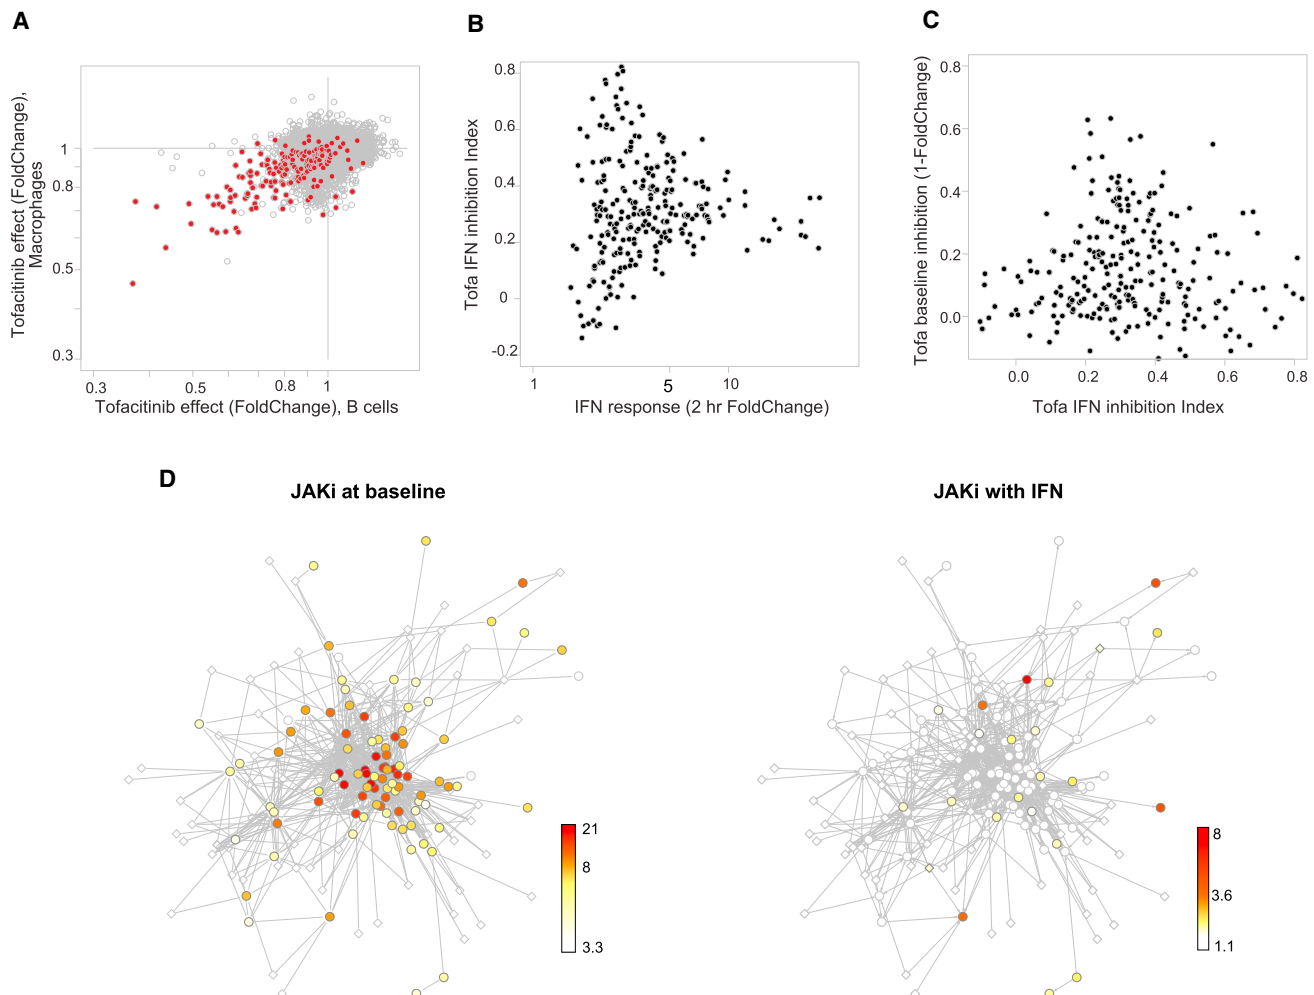 A
B
C
Tofacitinib effect (FoldChange),
Macrophages
1
0.8
0.5
0.3
0.3
0.5
0.8
1
Tofacitinib effect (FoldChange), B cells
Tofa IFN inhibition Index
0.8
0.6
0.4
0.2
0
-0.2
1
5
10
IFN response (2 hr FoldChange)
Tofa baseline inhibition (1-FoldChange)
0.8
0.6
0.4
0.2
0.0
0.0
0.2
0.4
0.6
0.8
Tofa IFN inhibition Index
D
JAKi at baseline
JAKi with IFN
21
8
3.3
8
3.6
1.1